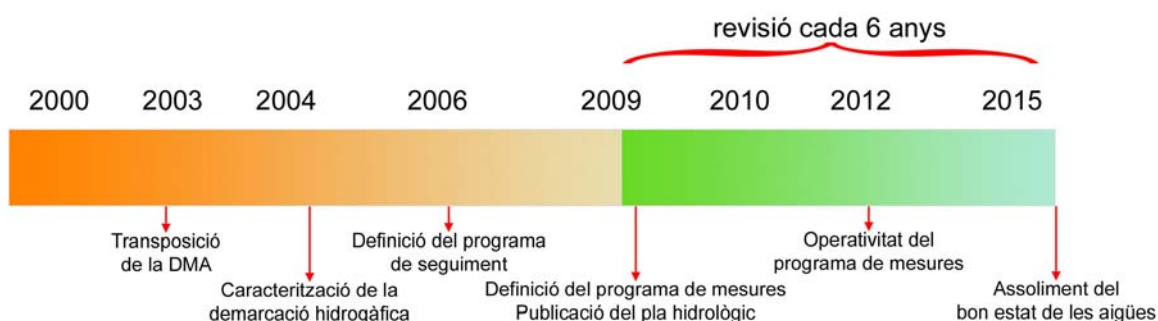 revisió cada 6 anys
2000 2003 2004 2006 2009 2010 2012 2015
Transposició
de la DMA
Caracterització de la
demarcació hidrogàfica
Definició del programa
de seguiment
Definició del programa de mesures
Publicació del pla hidrològic
Operativitat del
programa de mesures
Assoliment del
bon estat de les aigües